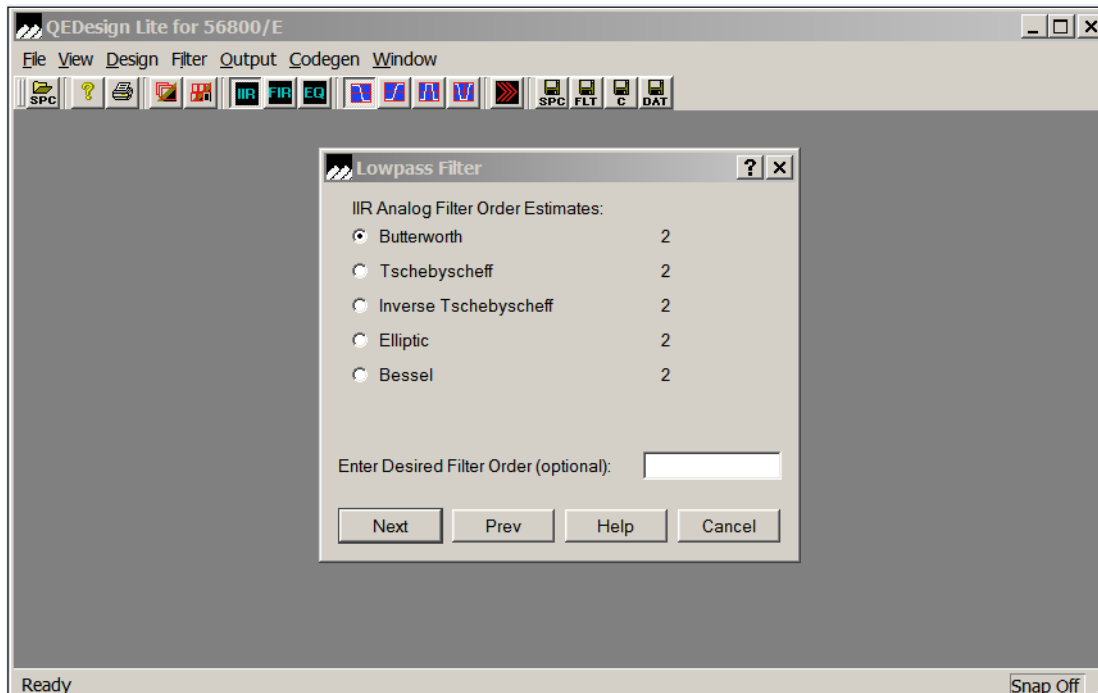 QEDesign Lite for 56800/E
File View Design Filter Output Codegen Window
SPC ? IIR FIR EQ SPC FLT C DAT
Lowpass Filter ?
IIR Analog Filter Order Estimates:
Butterworth 2
Tschebyscheff 2
Inverse Tschebyscheff 2
Elliptic 2
Bessel 2
Enter Desired Filter Order (optional):
Next Prev Help Cancel
Ready Snap Off